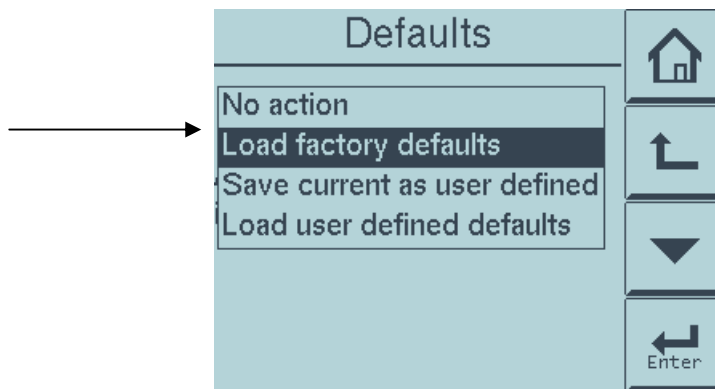 Defaults
No action
Load factory defaults
Save current as user defined
Load user defined defaults
Enter